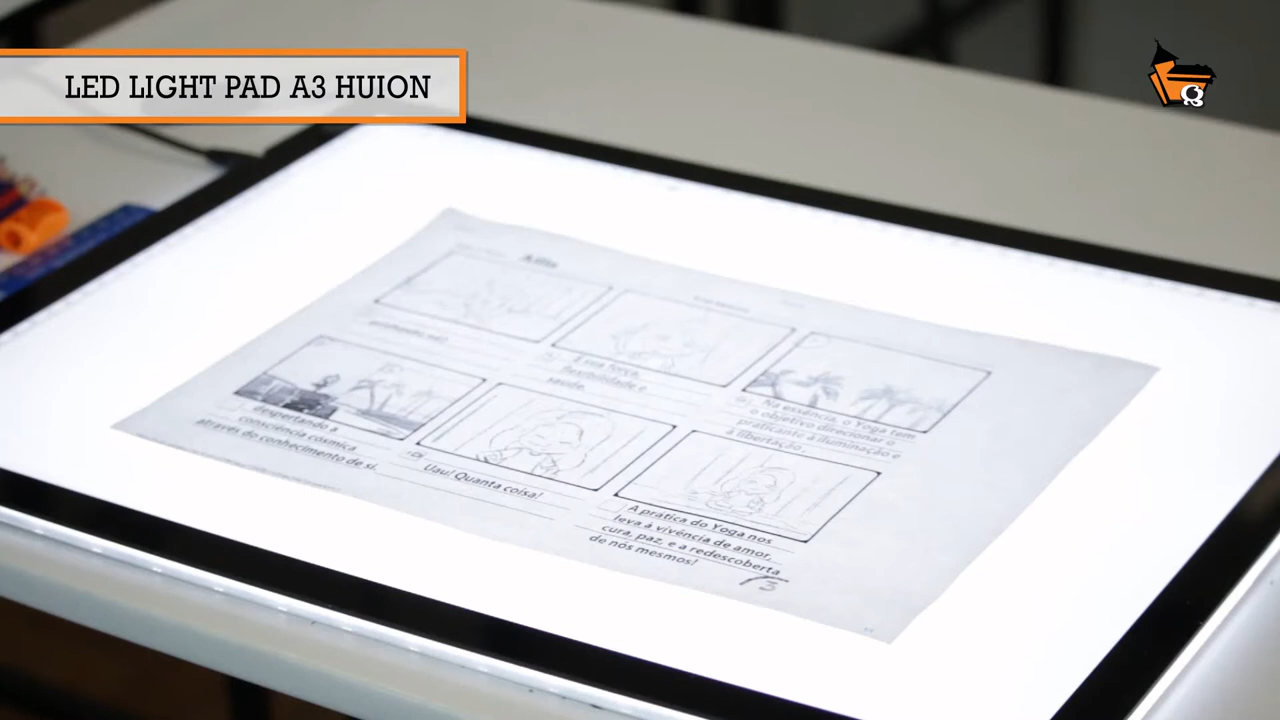 LED LIGHT PAD A3 HUION
É sua força,
flexibilidade e
saúde.
Na essência, o Yoga tem
o objetivo direcionar o
praticante à iluminação e
à libertação.
despertando a
consciência cósmica
através do conhecimento de si.
Uau! Quanta coisa!
A prática do Yoga nos
leva à vivência de amor,
cura, paz, e a redescoberta
de nós mesmos!
3